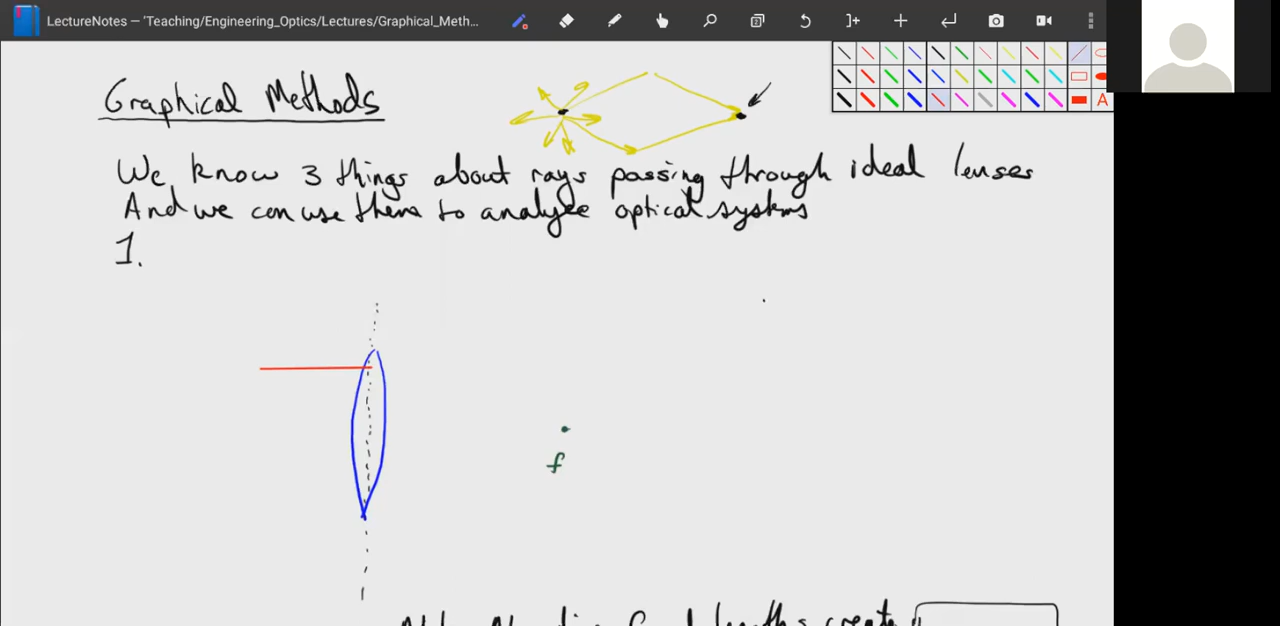 LectureNotes — 'Teaching/Engineering_Optics/Lectures/Graphical_Meth...
A
Graphical Methods
We know 3 things about rays passing through ideal lenses
And we can use them to analyze optical systems
1.
f